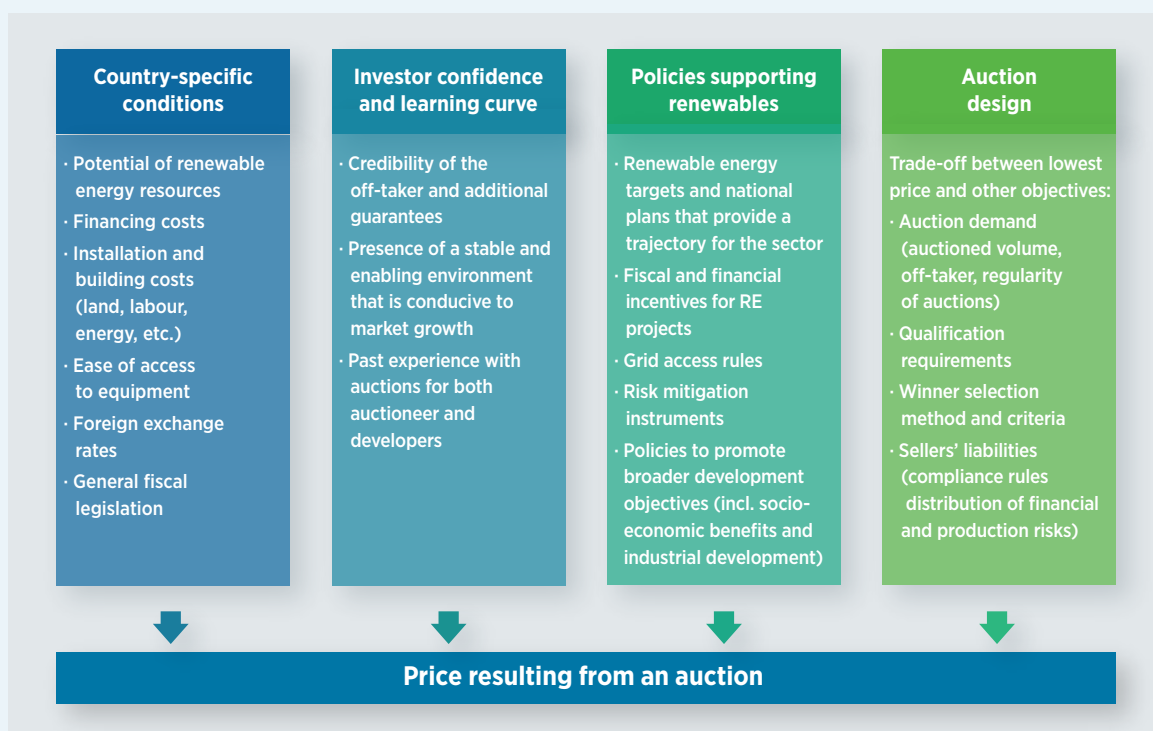 Country-specific
conditions
· Potential of renewable
energy resources
· Financing costs
· Installation and
building costs
(land, labour,
energy, etc.)
· Ease of access
to equipment
· Foreign exchange
rates
· General fiscal
legislation
Investor confidence
and learning curve
· Credibility of the
off-taker and additional
guarantees
· Presence of a stable and
enabling environment
that is conducive to
market growth
· Past experience with
auctions for both
auctioneer and
developers
Policies supporting
renewables
· Renewable energy
targets and national
plans that provide a
trajectory for the sector
· Fiscal and financial
incentives for RE
projects
· Grid access rules
· Risk mitigation
instruments
· Policies to promote
broader development
objectives (incl. socio-
economic benefits and
industrial development)
Auction
design
Trade-off between lowest
price and other objectives:
· Auction demand
(auctioned volume,
off-taker, regularity
of auctions)
· Qualification
requirements
· Winner selection
method and criteria
· Sellers' liabilities
(compliance rules
distribution of financial
and production risks)
Price resulting from an auction